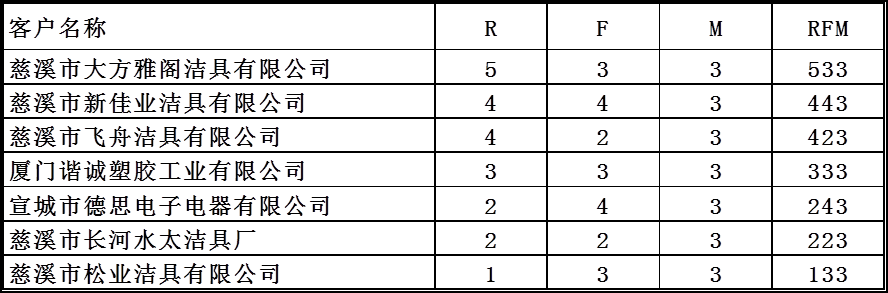 客户名称 R F M RFM
慈溪市大方雅阁洁具有限公司 5 3 3 533
慈溪市新佳业洁具有限公司 4 4 3 443
慈溪市飞舟洁具有限公司 4 2 3 423
厦门谐诚塑胶工业有限公司 3 3 3 333
宣城市德思电子电器有限公司 2 4 3 243
慈溪市长河水太洁具厂 2 2 3 223
慈溪市松业洁具有限公司 1 3 3 133